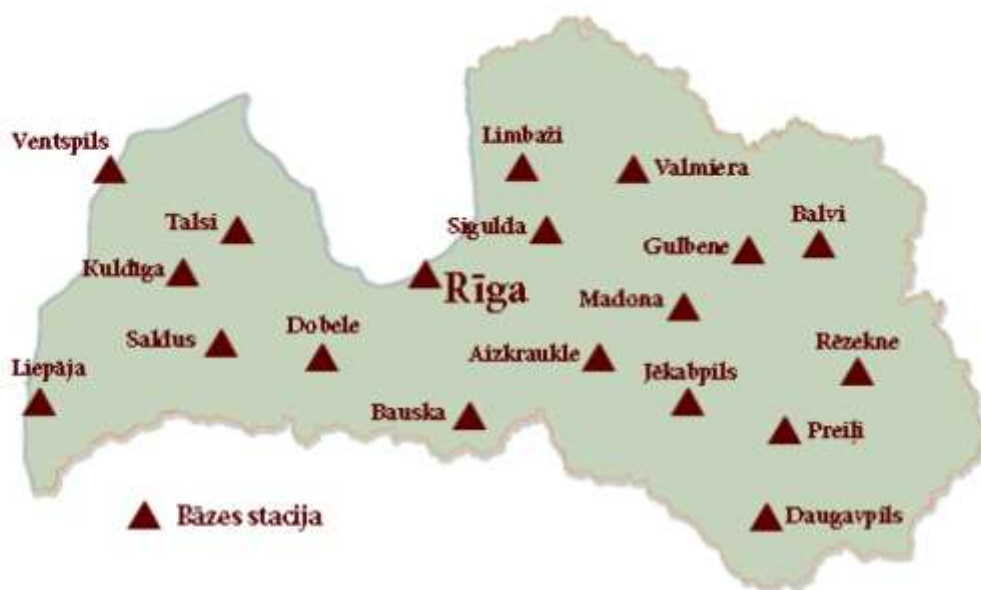 Ventspils
Limbaži
Valmiera
Talsi
Sigulda
Balvi
Gulbene
Kuldīga
Rīga
Madona
Saldus
Dobele
Aizkraukle
Rēzekne
Liepāja
Jēkabpils
Bauska
Preiļi
Bāzes stacija
Daugavpils